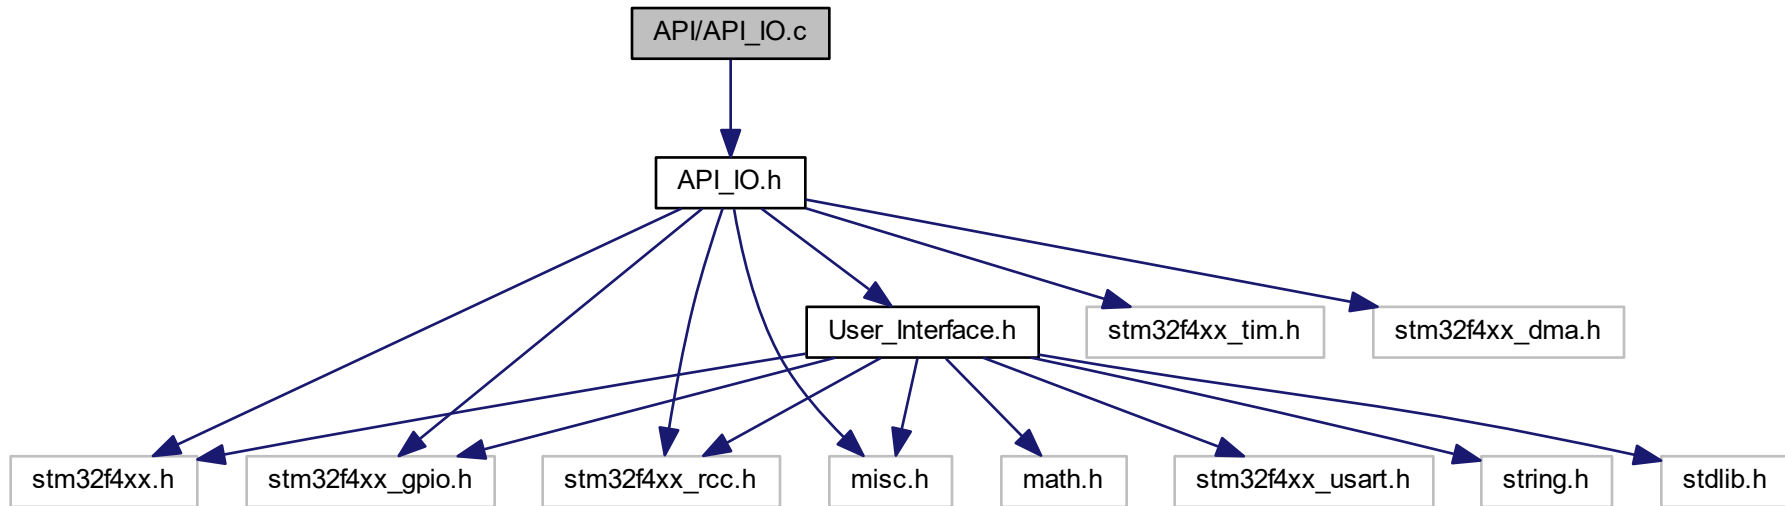 API/API_IO.c
API_IO.h
User_Interface.h
stm32f4xx_tim.h
stm32f4xx_dma.h
stm32f4xx.h
stm32f4xx_gpio.h
stm32f4xx_rcc.h
misc.h
math.h
stm32f4xx_usart.h
string.h
stdlib.h